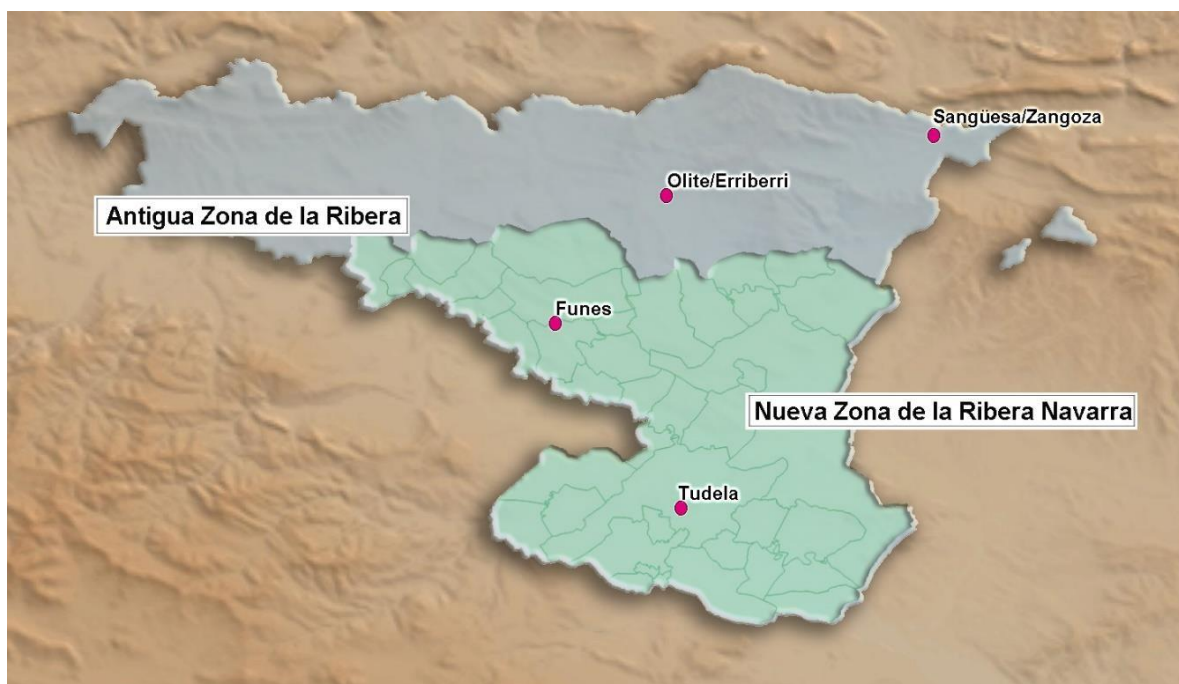 Sangüesa/Zangoza
Olite/Erriberri
Antigua Zona de la Ribera
Funes
Nueva Zona de la Ribera Navarra
Tudela